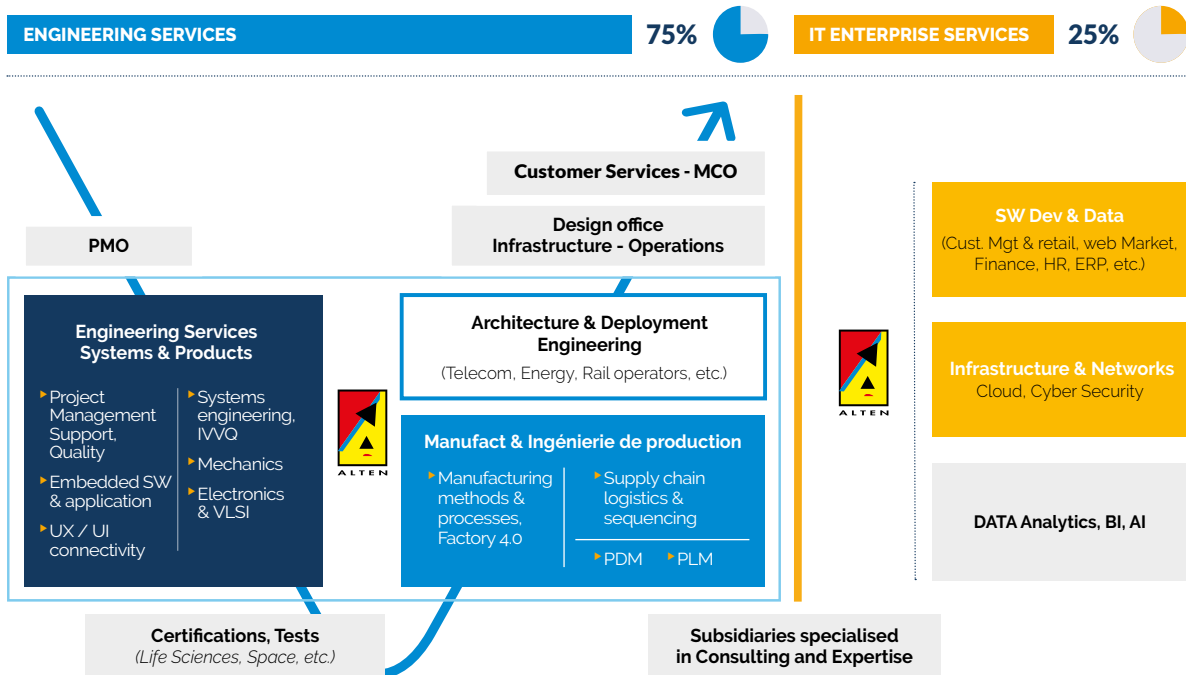 ENGINEERING SERVICES
75%
IT ENTERPRISE SERVICES
25%
Customer Services - MCO
Design office
Infrastructure - Operations
PMO
Engineering Services
Systems & Products
Project
Management
Support,
Quality
Embedded SW
& application
UX / UI
connectivity
Systems
engineering,
IVVQ
Mechanics
Electronics
& VLSI
ALTEN
Architecture & Deployment
Engineering
(Telecom, Energy, Rail operators, etc.)
Manufact & Ingénierie de production
Manufacturing
methods &
processes,
Factory 4.0
Supply chain
logistics &
sequencing
PDM
PLM
Certifications, Tests
(Life Sciences, Space, etc.)
Subsidiaries specialised
in Consulting and Expertise
ALTEN
SW Dev & Data
(Cust. Mgt & retail, web Market,
Finance, HR, ERP, etc.)
Infrastructure & Networks
Cloud, Cyber Security
DATA Analytics, BI, AI